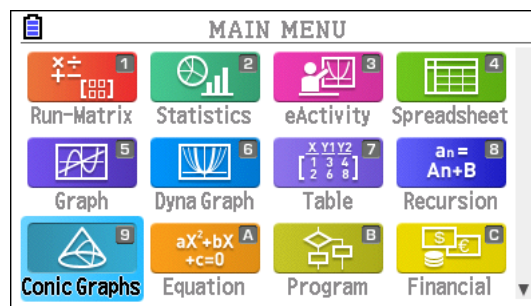 MAIN MENU
×÷+− [88] 1
2
3
4
Run-Matrix Statistics eActivity Spreadsheet
5
6
X Y1 Y2 7
1 3 4
2 6 8
an= 8
An+B
Graph Dyna Graph Table Recursion
9
aX²+bX A
+c=0
B
$ € C
Conic Graphs Equation Program Financial